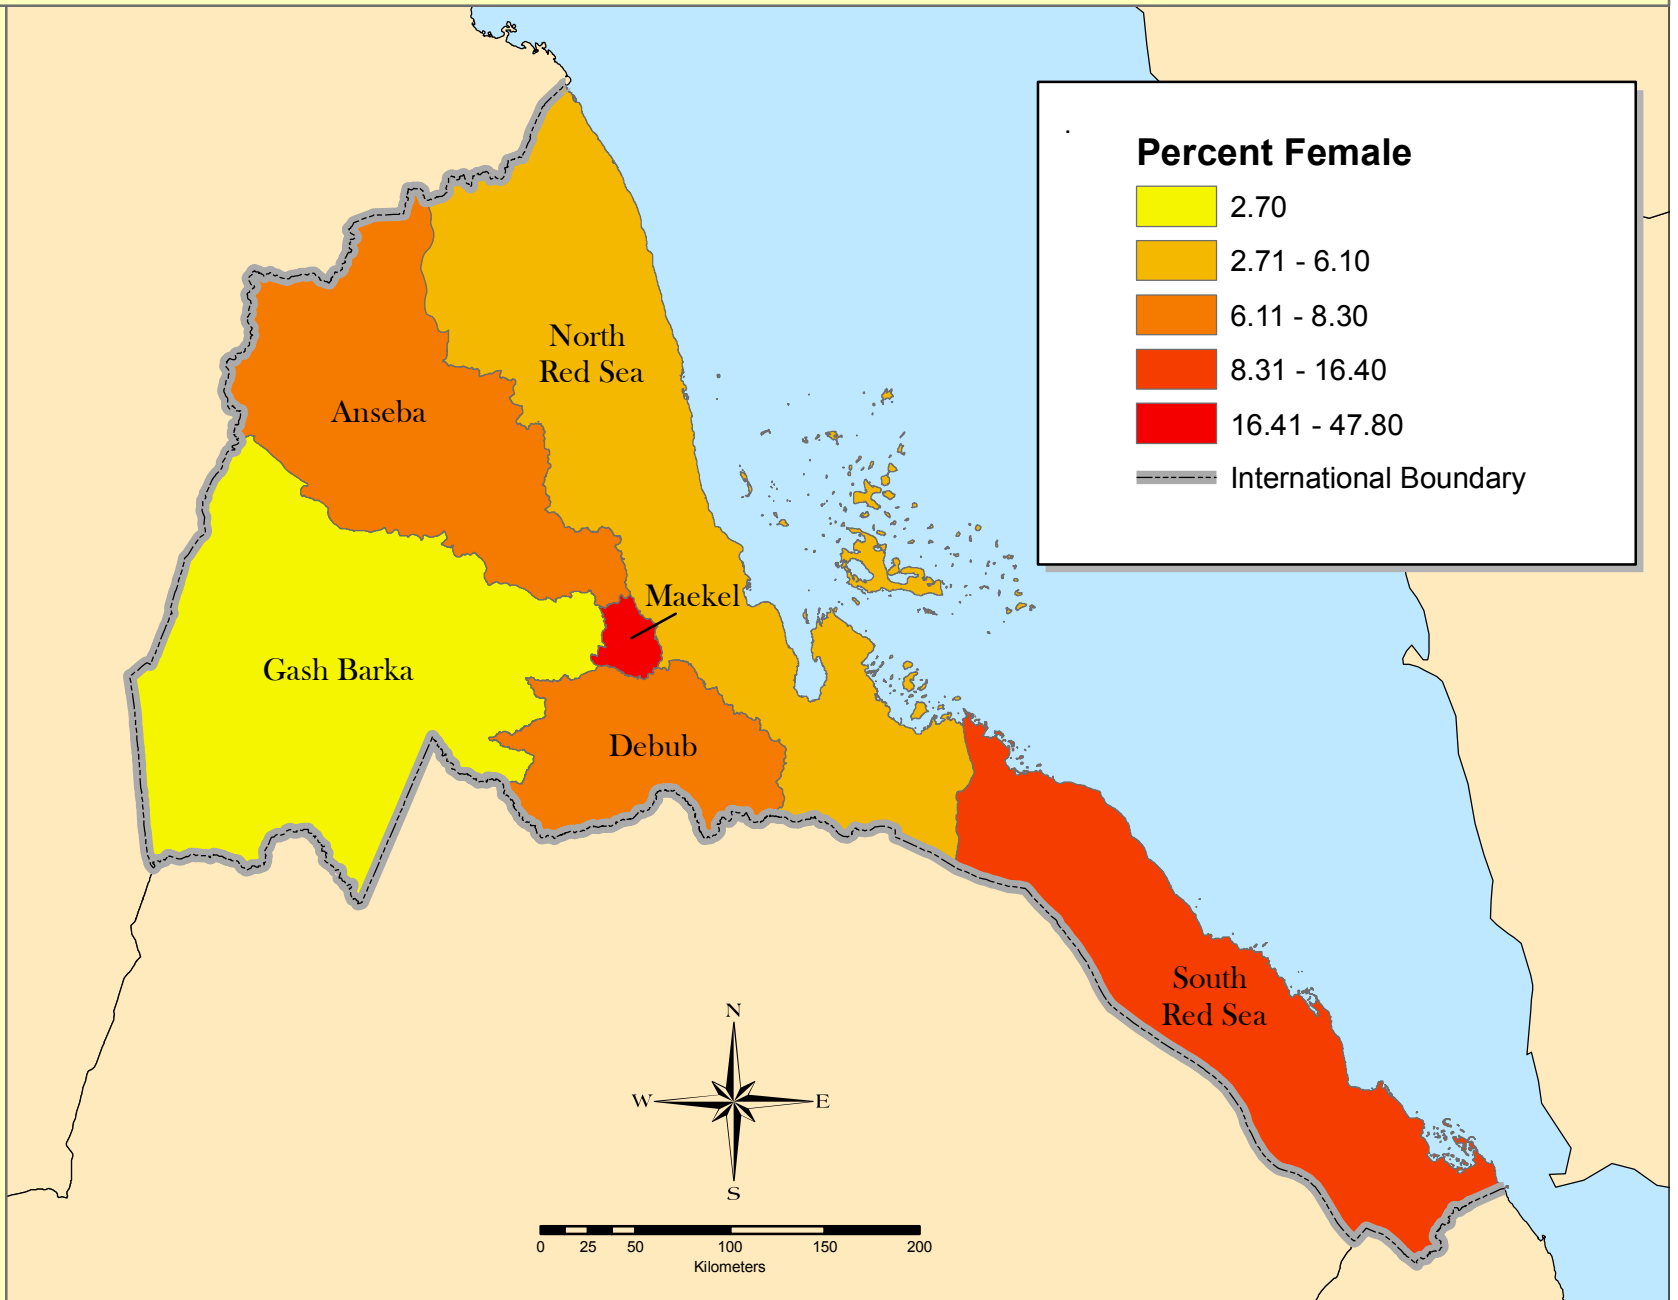 Percent Female
2.70
2.71 - 6.10
6.11 - 8.30
8.31 - 16.40
16.41 - 47.80
International Boundary
North
Red Sea
Anseba
Maekel
Gash Barka
Debub
South
Red Sea
N
W
E
S
0 25 50 100 150 200
Kilometers